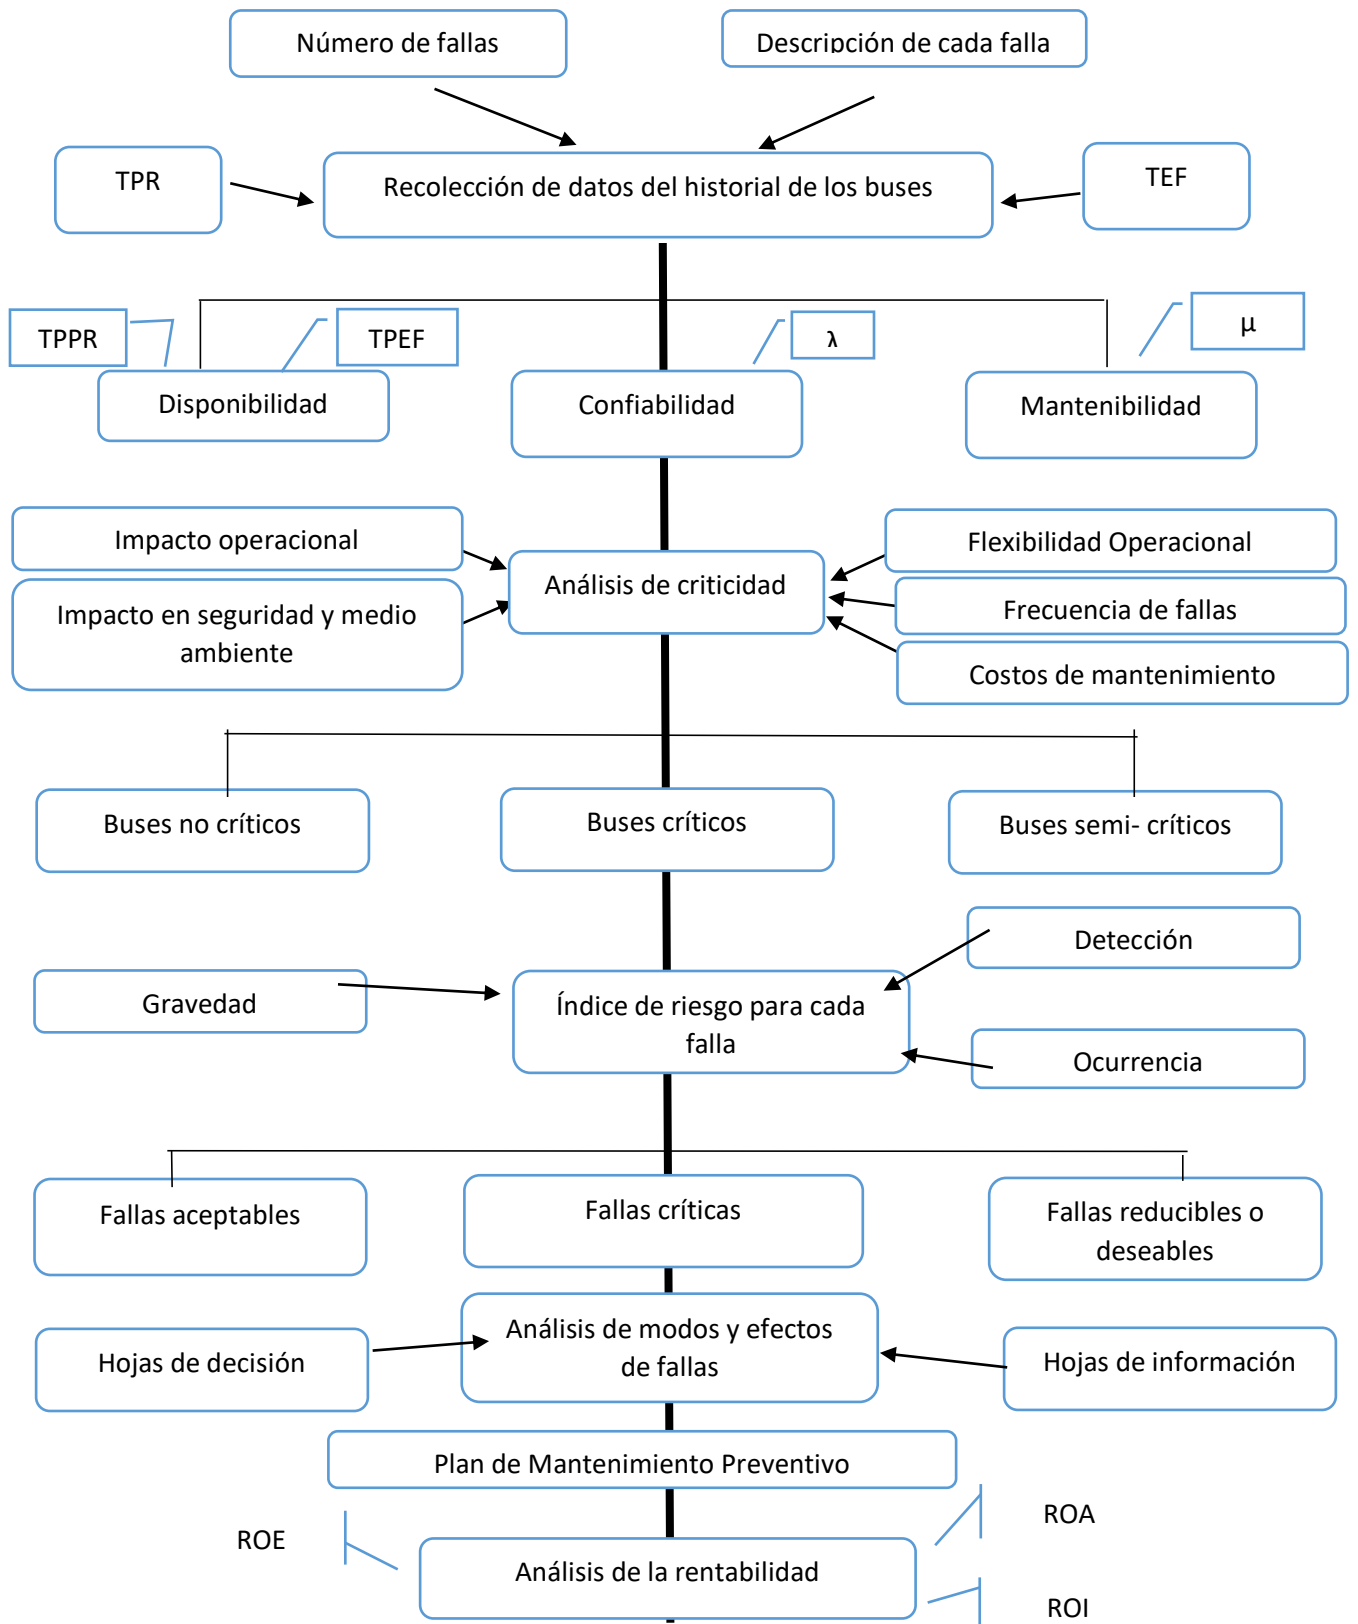 Número de fallas
Descripción de cada falla
TPR
Recolección de datos del historial de los buses
TEF
TPPR
TPEF
λ
μ
Disponibilidad
Confiabilidad
Mantenibilidad
Impacto operacional
Flexibilidad Operacional
Análisis de criticidad
Impacto en seguridad y medio
ambiente
Frecuencia de fallas
Costos de mantenimiento
Buses no críticos
Buses críticos
Buses semi- críticos
Detección
Gravedad
Índice de riesgo para cada
falla
Ocurrencia
Fallas aceptables
Fallas críticas
Fallas reducibles o
deseables
Hojas de decisión
Análisis de modos y efectos
de fallas
Hojas de información
Plan de Mantenimiento Preventivo
ROE
ROA
Análisis de la rentabilidad
ROI